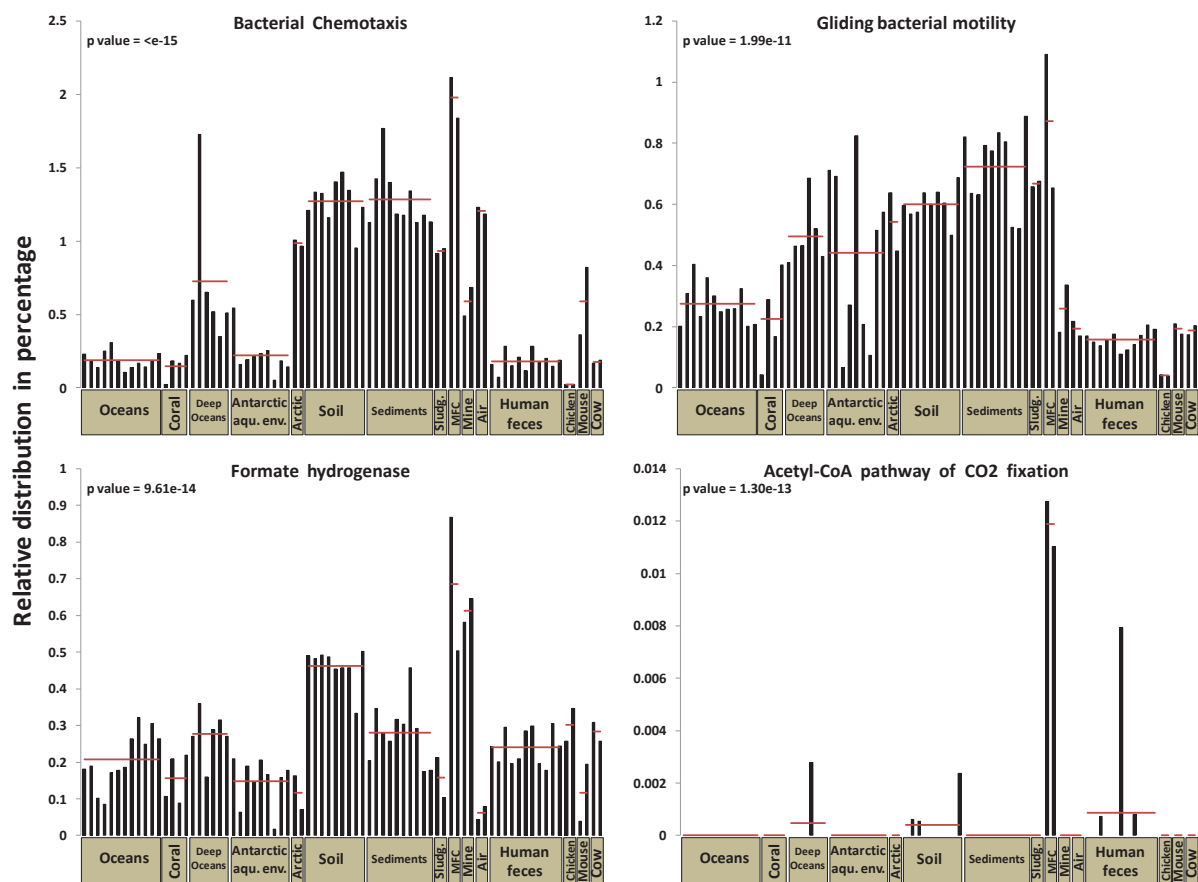 Relative distribution in percentage
Bacterial Chemotaxis
p value = <e-15
2.5
2
1.5
1
0.5
0
Oceans
Coral
Deep
Oceans
Antarctic
aqu. env.
Arctic
Soil
Sediments
Sludg.
MFC
Mine
Air
Human
feces
Chicken
Mouse
Cow
Gliding bacterial motility
p value = 1.99e-11
1.2
1
0.8
0.6
0.4
0.2
0
Oceans
Coral
Deep
Oceans
Antarctic
aqu. env.
Arctic
Soil
Sediments
Sludg.
MFC
Mine
Air
Human
feces
Chicken
Mouse
Cow
Formate hydrogenase
p value = 9.61e-14
1
0.9
0.8
0.7
0.6
0.5
0.4
0.3
0.2
0.1
0
Oceans
Coral
Deep
Oceans
Antarctic
aqu. env.
Arctic
Soil
Sediments
Sludg.
MFC
Mine
Air
Human
feces
Chicken
Mouse
Cow
Acetyl-CoA pathway of CO2 fixation
p value = 1.30e-13
0.014
0.012
0.01
0.008
0.006
0.004
0.002
0
Oceans
Coral
Deep
Oceans
Antarctic
aqu. env.
Arctic
Soil
Sediments
Sludg.
MFC
Mine
Air
Human
feces
Chicken
Mouse
Cow